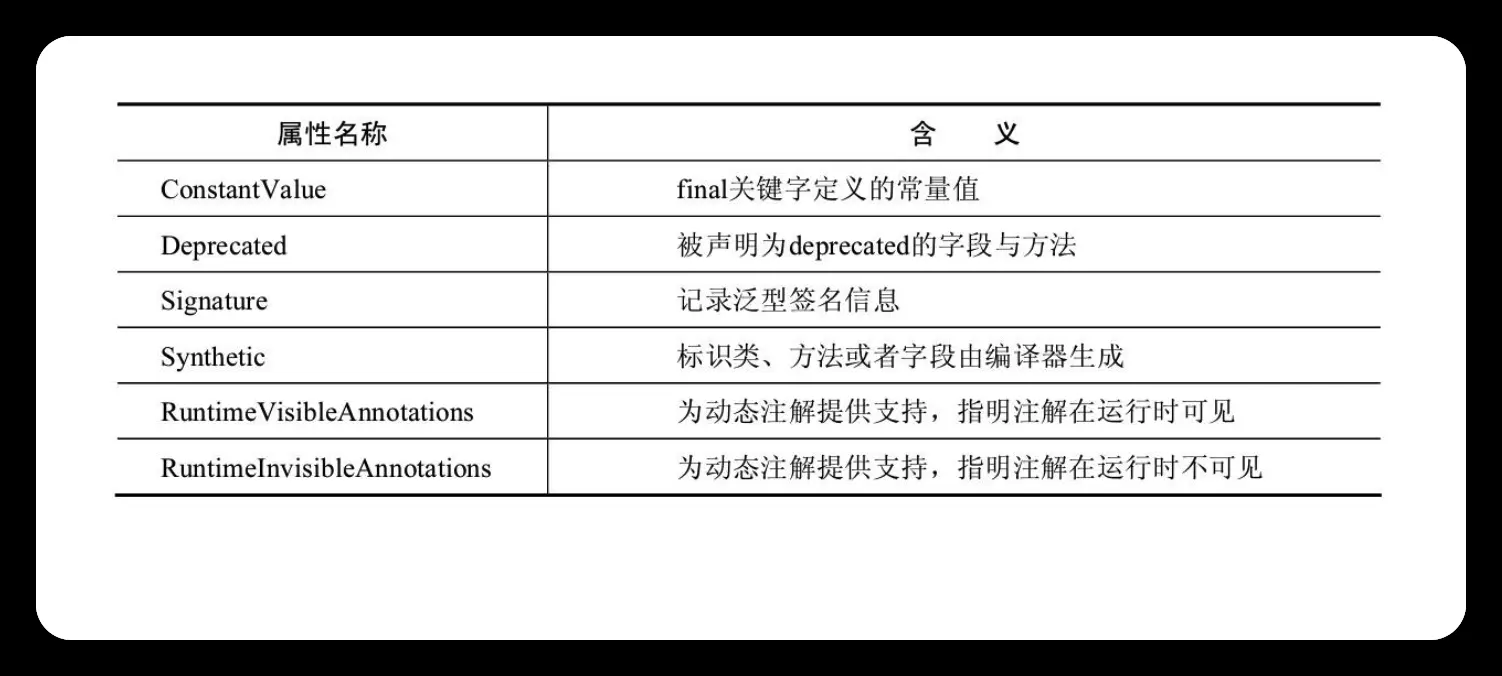 属性名称 含 义
ConstantValue final关键字定义的常量值
Deprecated 被声明为deprecated的字段与方法
Signature 记录泛型签名信息
Synthetic 标识类、方法或者字段由编译器生成
RuntimeVisibleAnnotations 为动态注解提供支持，指明注解在运行时可见
RuntimeInvisibleAnnotations 为动态注解提供支持，指明注解在运行时不可见